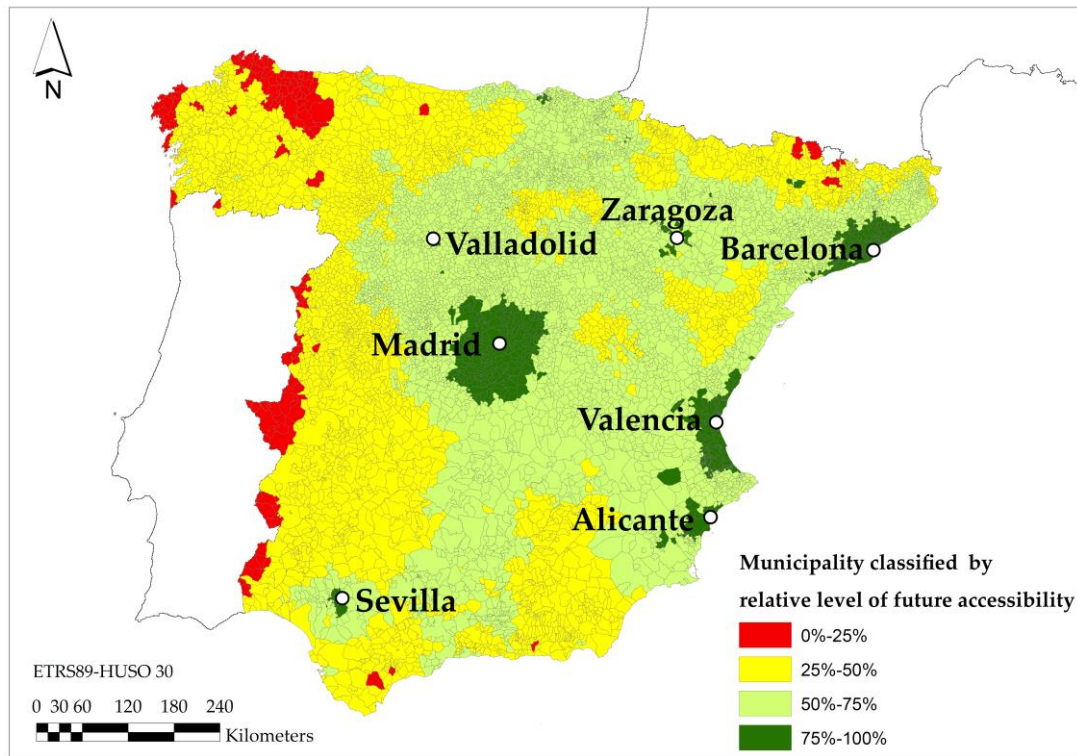 N
Zaragoza
Valladolid
Barcelona
Madrid
Valencia
Alicante
Sevilla
Municipality classified by
relative level of future accessibility
0%-25%
25%-50%
50%-75%
75%-100%
ETRS89-HUSO 30
0 30 60 120 180 240
Kilometers